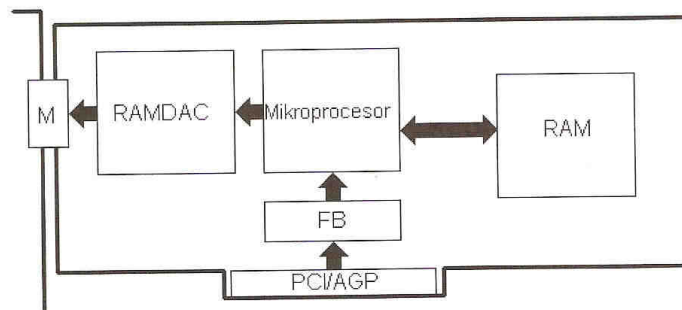 M
RAMDAC
Mikroprocesor
RAM
FB
PCI/AGP